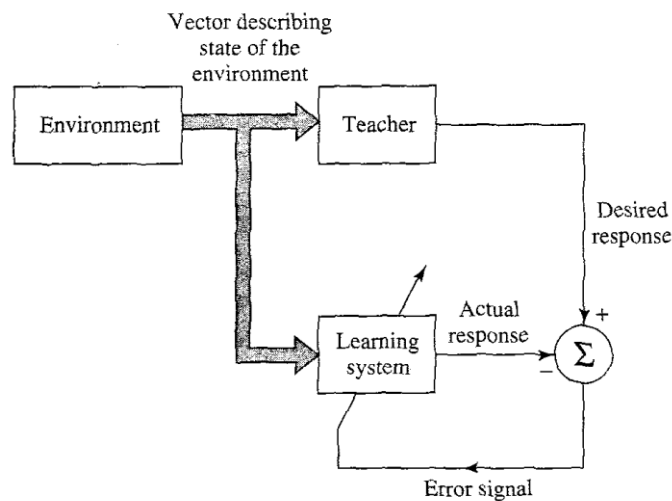 Vector describing
state of the
environment
Environment
Teacher
Desired
response
Learning
system
Actual
response
+
Σ
−
Error signal